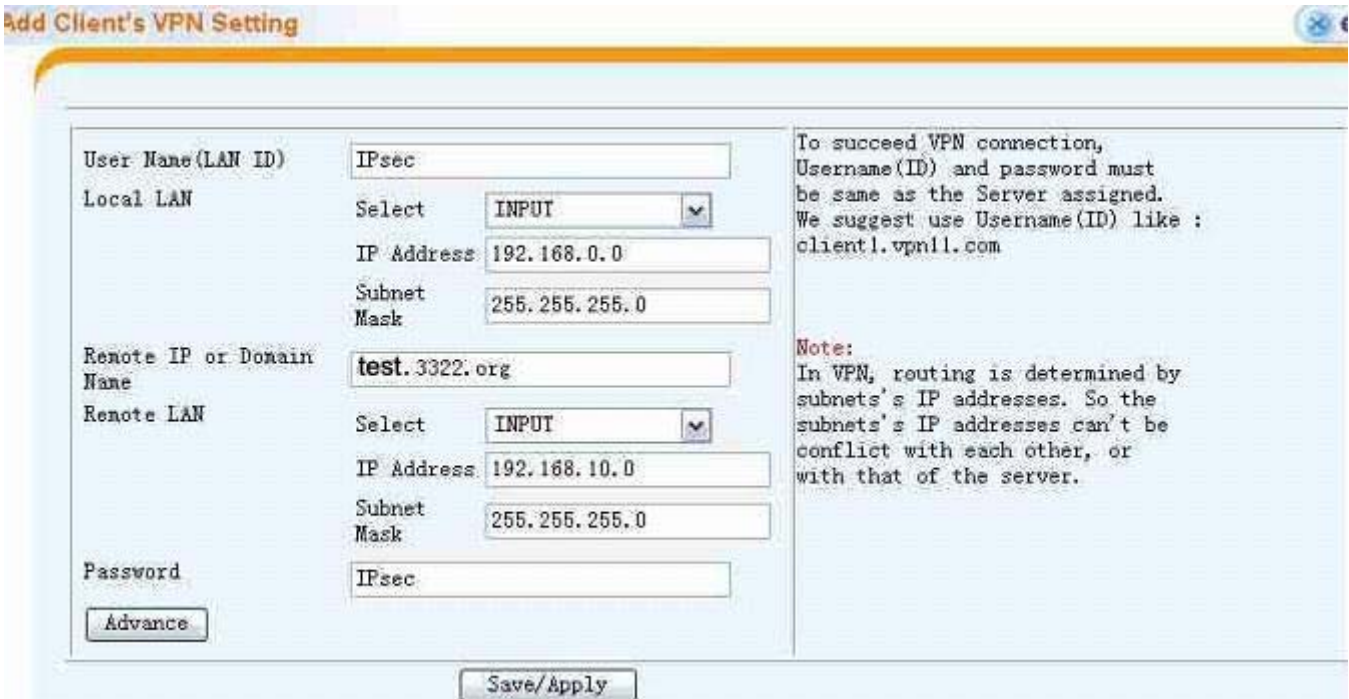 Add Client's VPN Setting
User Name(LAN ID)
IPsec
Local LAN
Select
INPUT
IP Address
192.168.0.0
Subnet
Mask
255.255.255.0
Remote IP or Domain
Name
test.3322.org
Remote LAN
Select
INPUT
IP Address
192.168.10.0
Subnet
Mask
255.255.255.0
Password
IPsec
Advance
To succeed VPN connection,
Username(ID) and password must
be same as the Server assigned.
We suggest use Username(ID) like :
client1.vpn11.com
Note:
In VPN, routing is determined by
subnets's IP addresses. So the
subnets's IP addresses can't be
conflict with each other, or
with that of the server.
Save/Apply